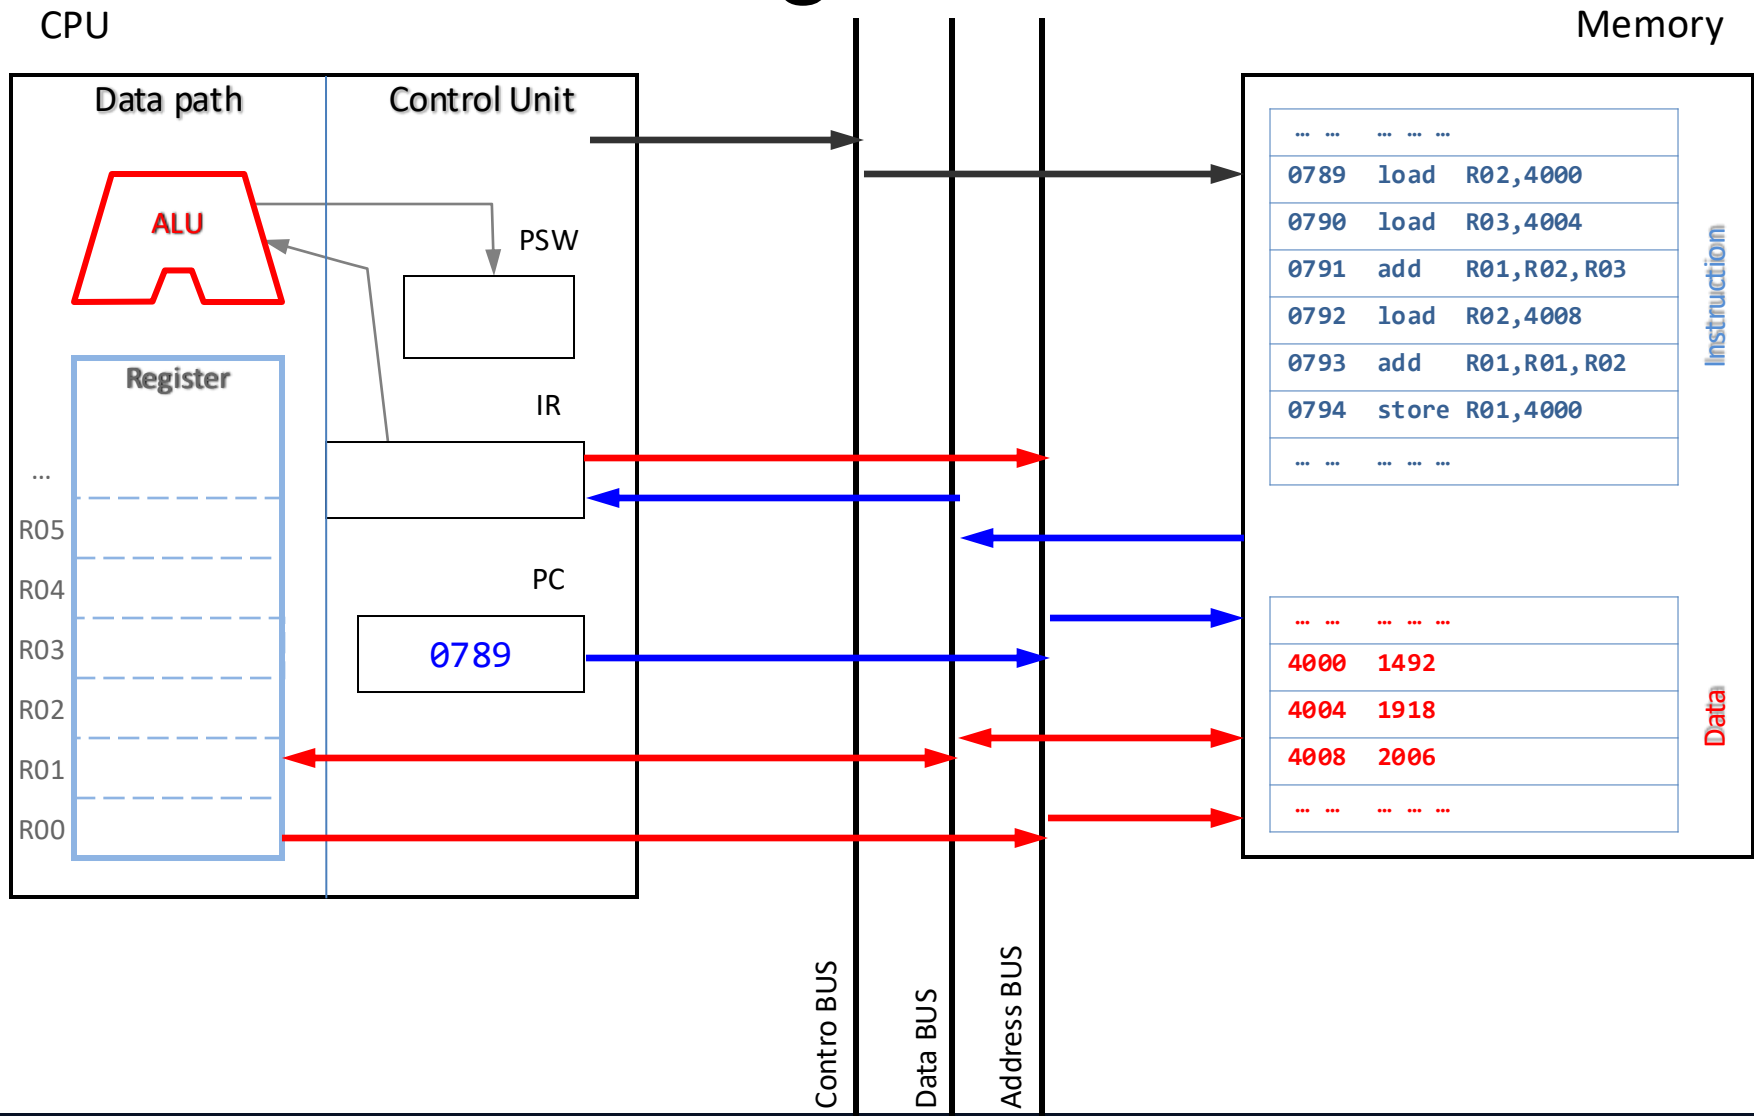 CPU
Memory
Data path
Control Unit
ALU
PSW
Register
IR
...
R05
R04
PC
0789
R03
R02
R01
R00
Contro BUS
Data BUS
Address BUS
... ... ... ... ...
0789 load R02,4000
0790 load R03,4004
0791 add R01,R02,R03
0792 load R02,4008
0793 add R01,R01,R02
0794 store R01,4000
... ... ... ... ...
Instruction
... ... ... ... ...
4000 1492
4004 1918
4008 2006
... ... ... ... ...
Data